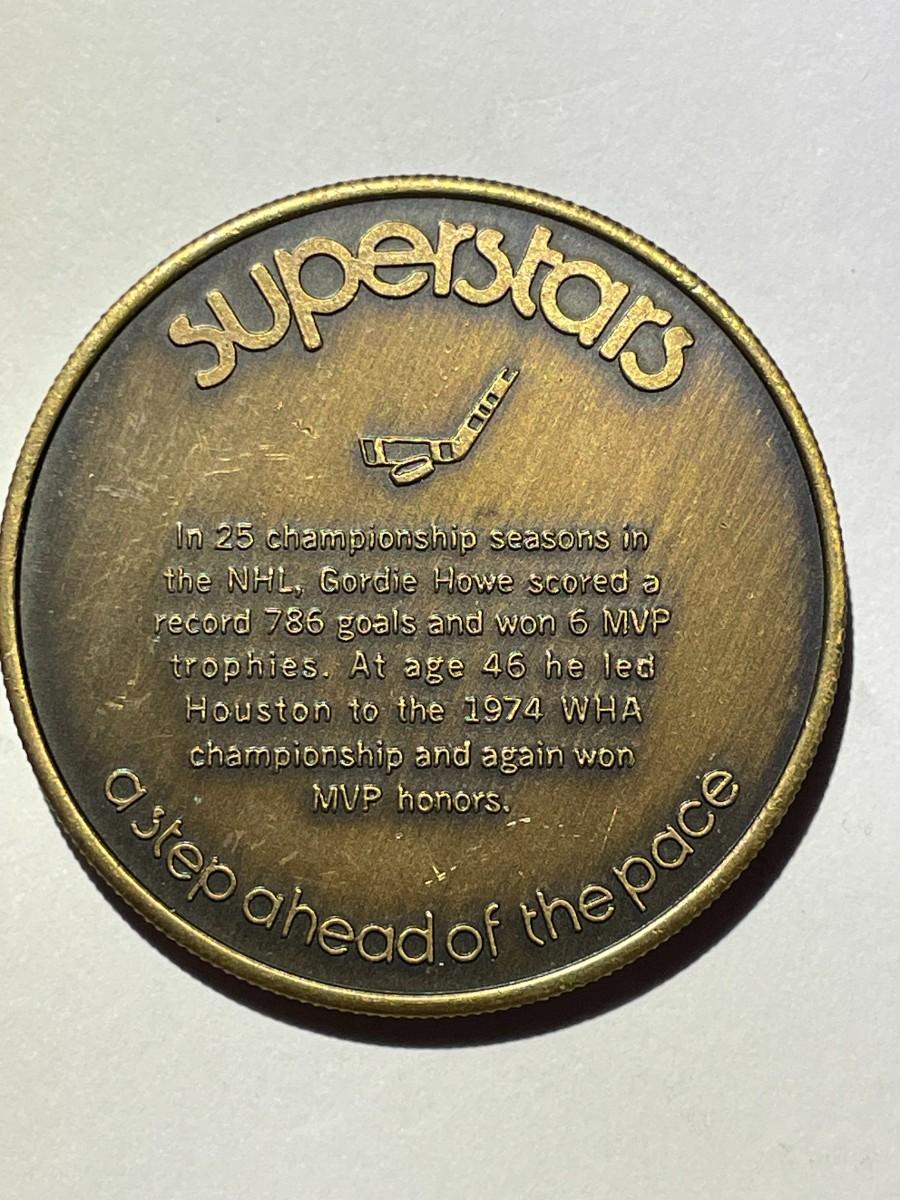 superstars
In 25 championship seasons in
the NHL, Gordie Howe scored a
record 786 goals and won 6 MVP
trophies. At age 46 he led
Houston to the 1974 WHA
championship and again won
MVP honors.
a step ahead of the pace